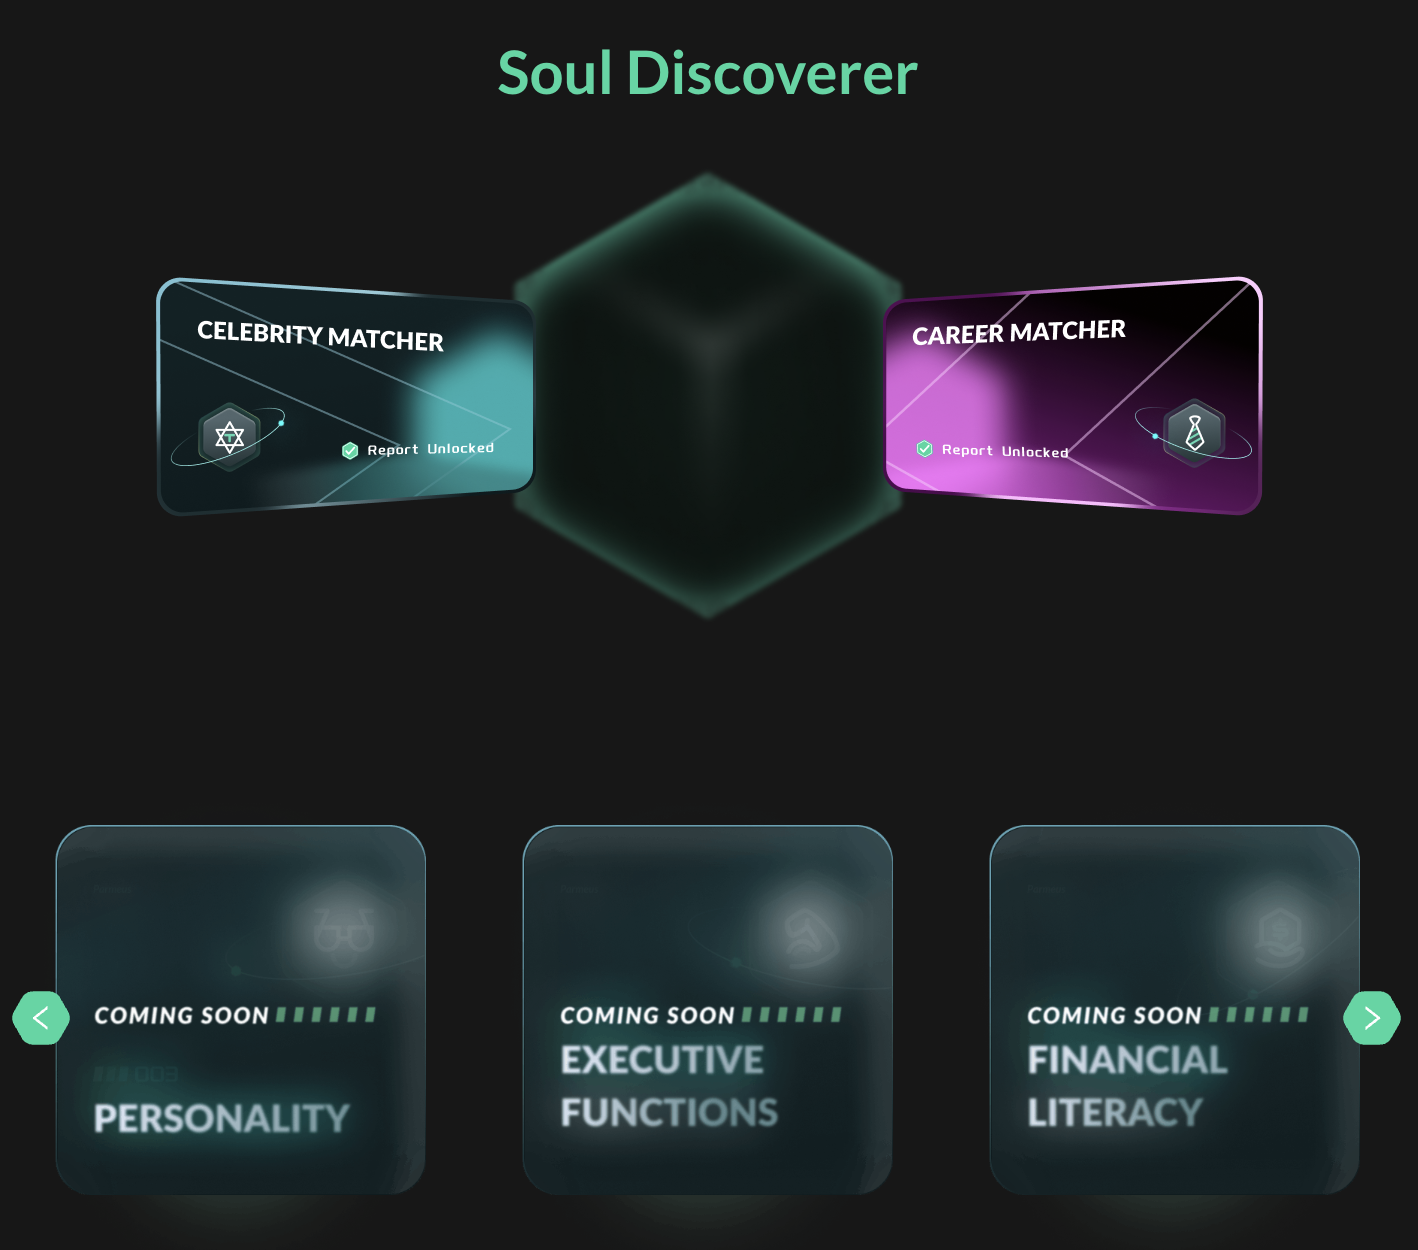 Soul Discoverer
CELEBRITY MATCHER
Report Unlocked
CAREER MATCHER
Report Unlocked
COMING SOON
003
PERSONALITY
COMING SOON
EXECUTIVE
FUNCTIONS
COMING SOON
FINANCIAL
LITERACY